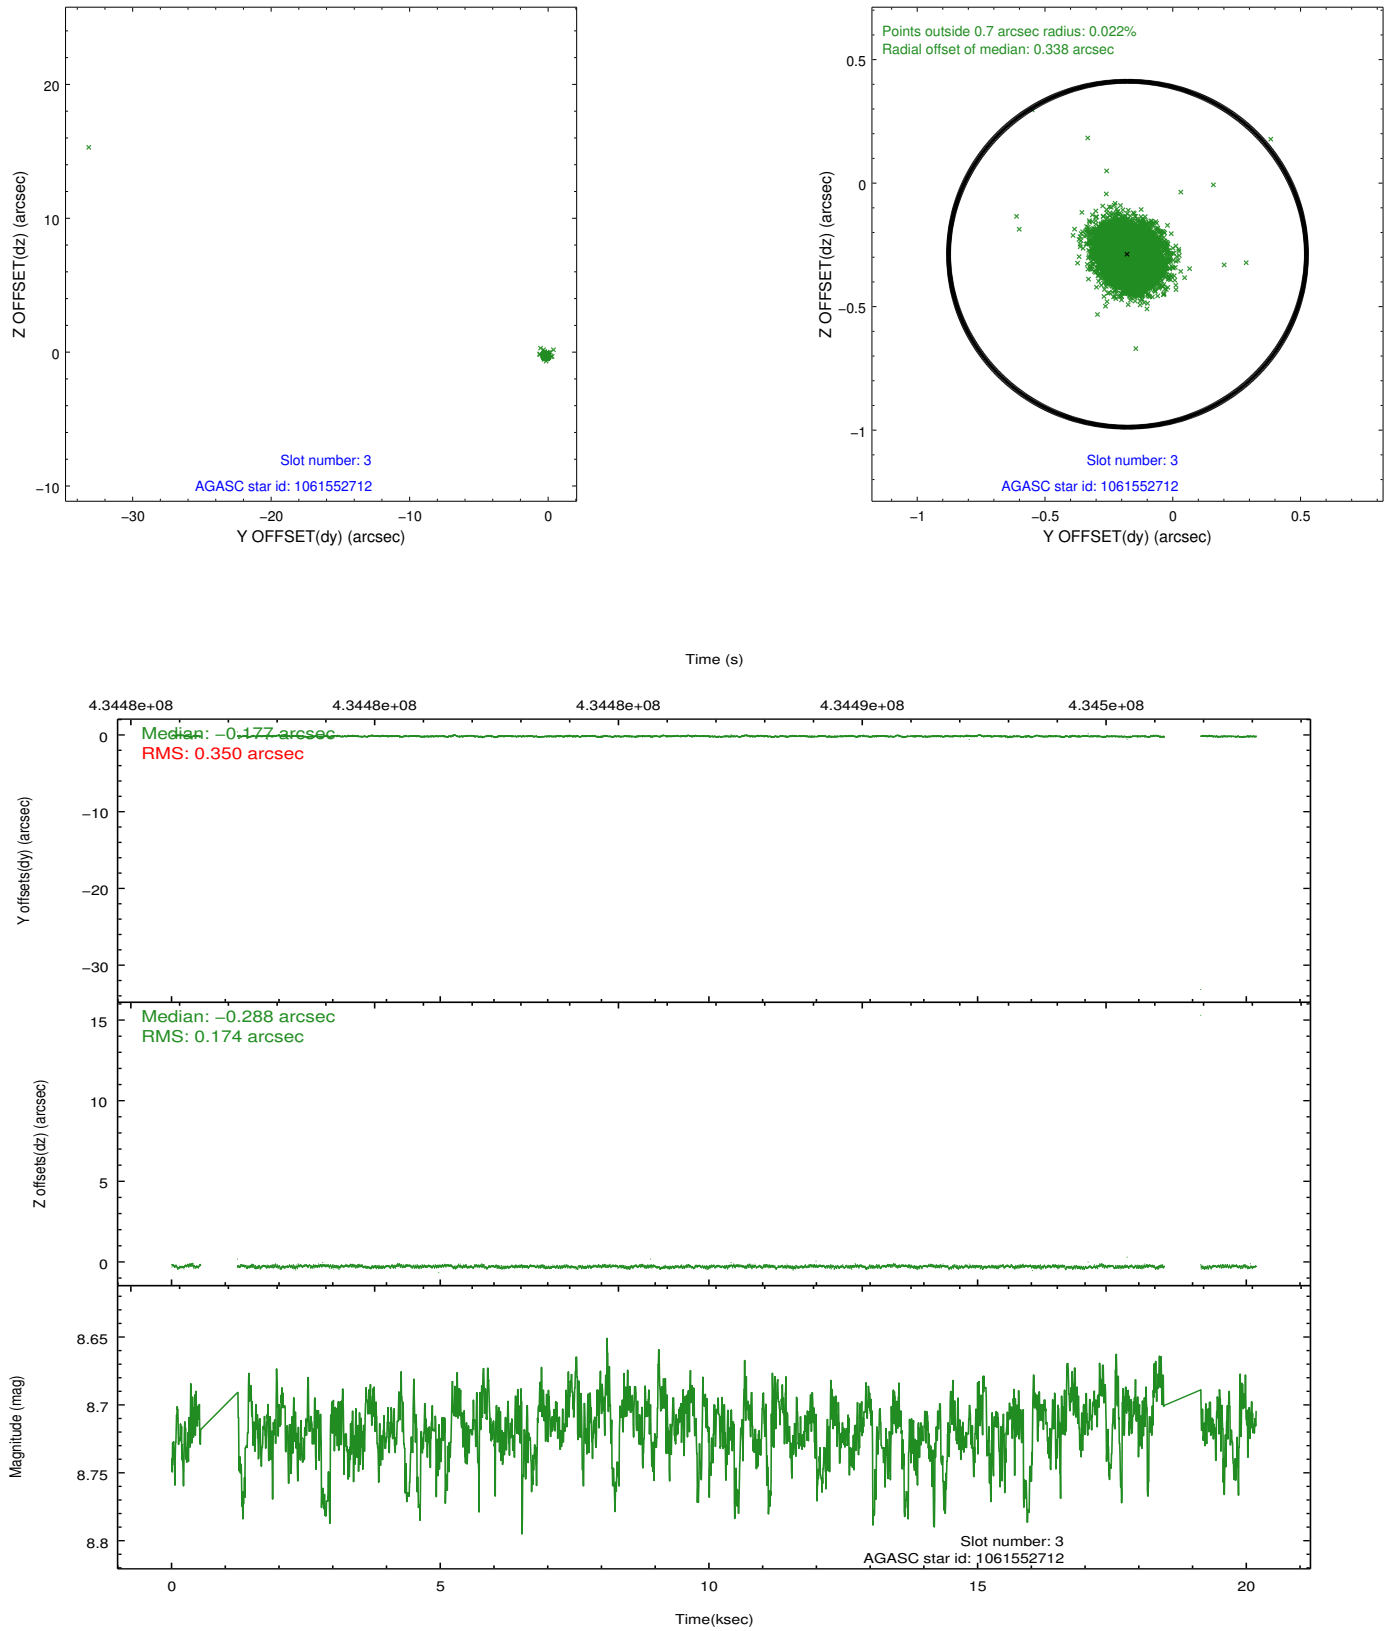 20
10
0
−10
Z OFFSET(dz) (arcsec)
Slot number: 3
AGASC star id: 1061552712
−30 −20 −10 0
Y OFFSET(dy) (arcsec)
Points outside 0.7 arcsec radius: 0.022%
Radial offset of median: 0.338 arcsec
0.5
0
−0.5
−1
Z OFFSET(dz) (arcsec)
Slot number: 3
AGASC star id: 1061552712
−1 −0.5 0 0.5
Y OFFSET(dy) (arcsec)
Time (s)
4.3448e+08 4.3448e+08 4.3448e+08 4.3449e+08 4.345e+08
Median: −0.177 arcsec
RMS: 0.350 arcsec
0
−10
−20
−30
Y offsets(dy) (arcsec)
Median: −0.288 arcsec
RMS: 0.174 arcsec
15
10
5
0
Z offsets(dz) (arcsec)
8.65
8.7
8.75
8.8
Magnitude (mag)
Slot number: 3
AGASC star id: 1061552712
0 5 10 15 20
Time(ksec)